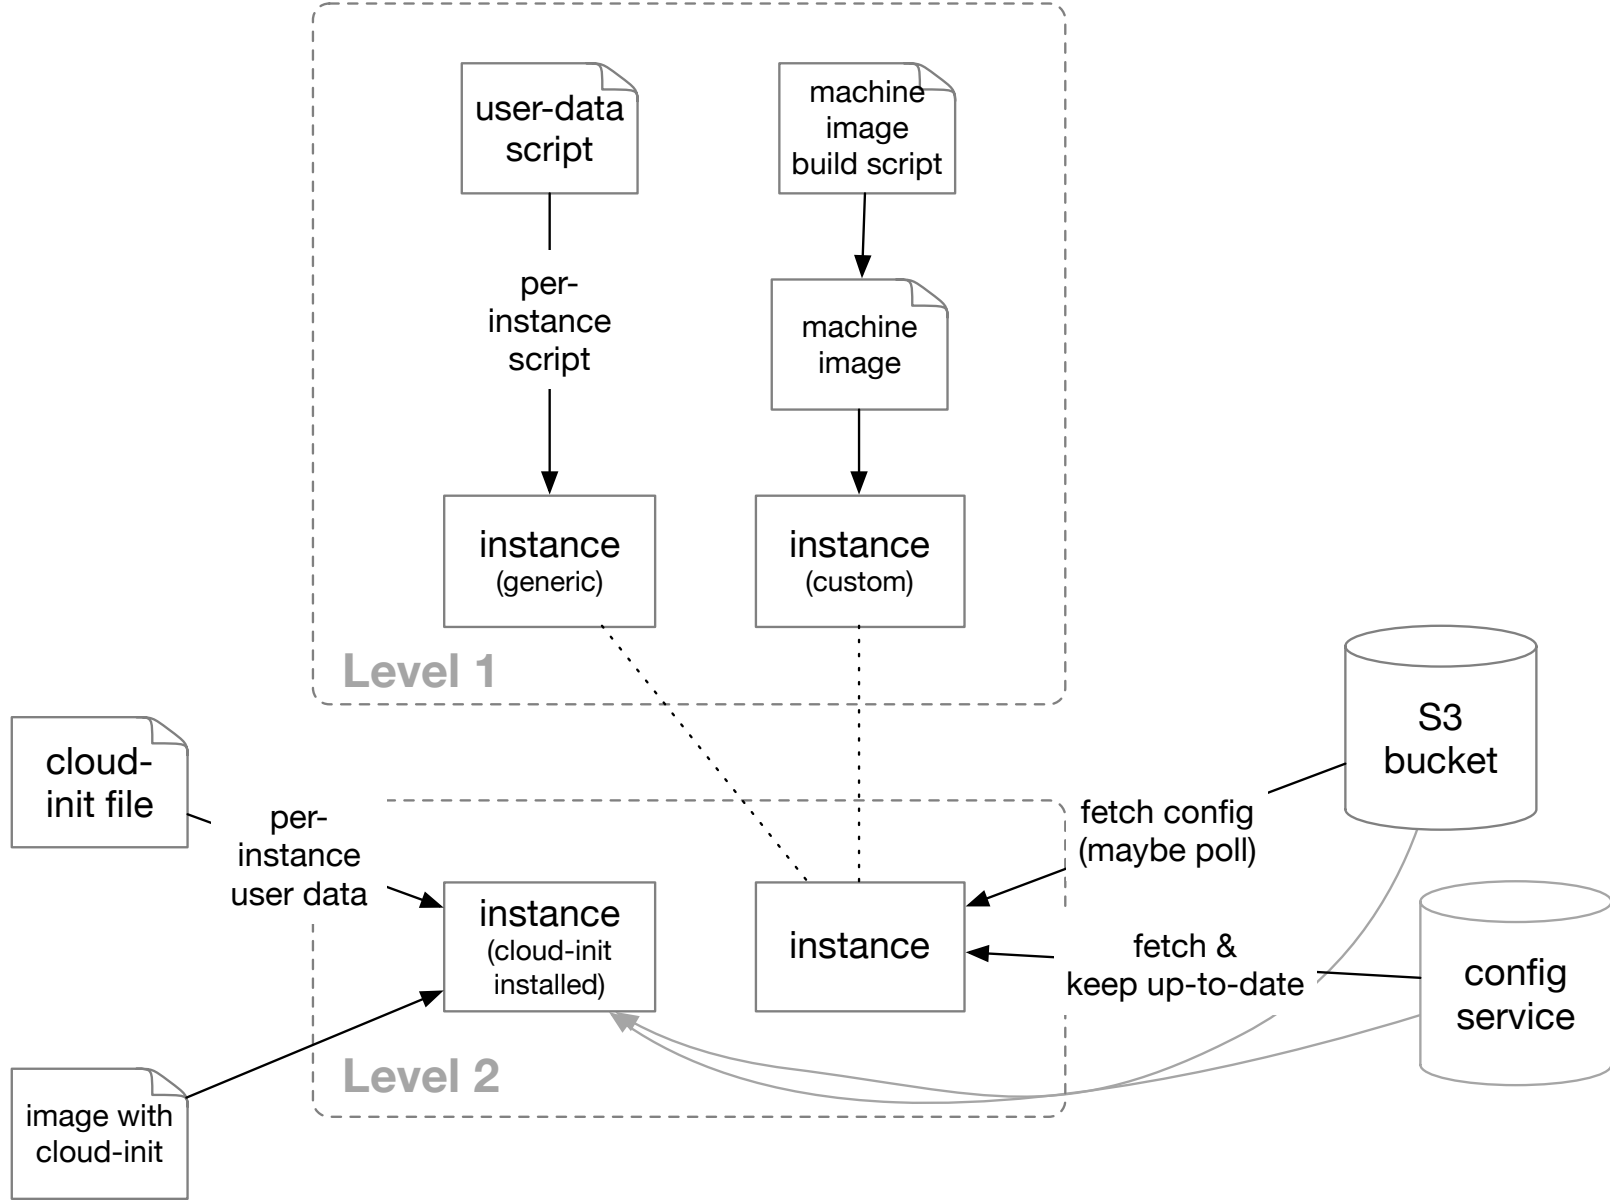 user-data
script
machine
image
build script
per-
instance
script
machine
image
instance
(generic)
instance
(custom)
Level 1
S3
bucket
cloud-
init file
per-
instance
user data
fetch config
(maybe poll)
instance
(cloud-init
installed)
instance
fetch &
keep up-to-date
config
service
Level 2
image with
cloud-init